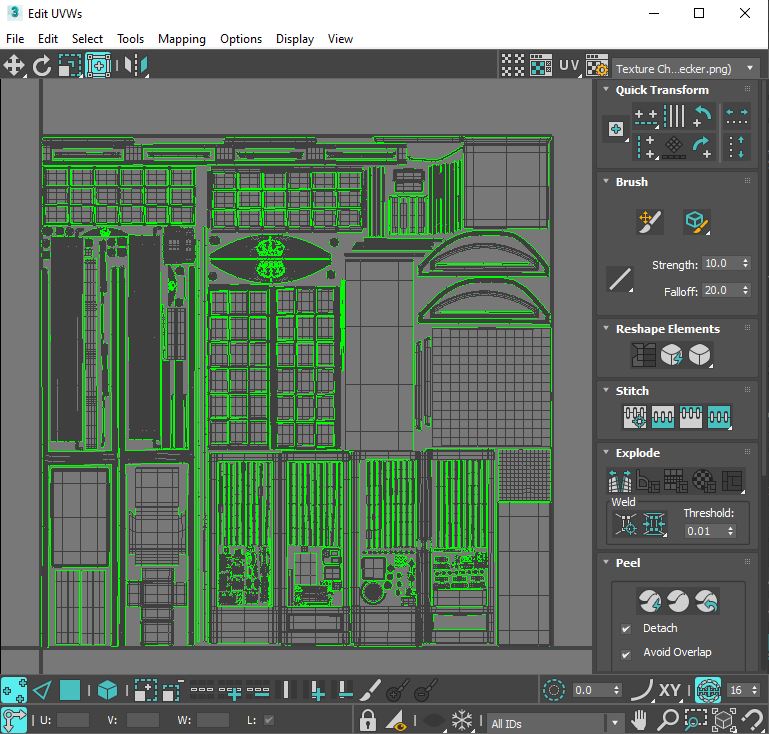 3 Edit UVWs
File Edit Select Tools Mapping Options Display View
UV Texture Ch...ecker.png)
Quick Transform
Brush
Strength: 10.0
Falloff: 20.0
Reshape Elements
Stitch
Explode
Weld
Threshold:
0.01
Peel
Detach
Avoid Overlap
0.0 XY 16
U: V: W: L: All IDs